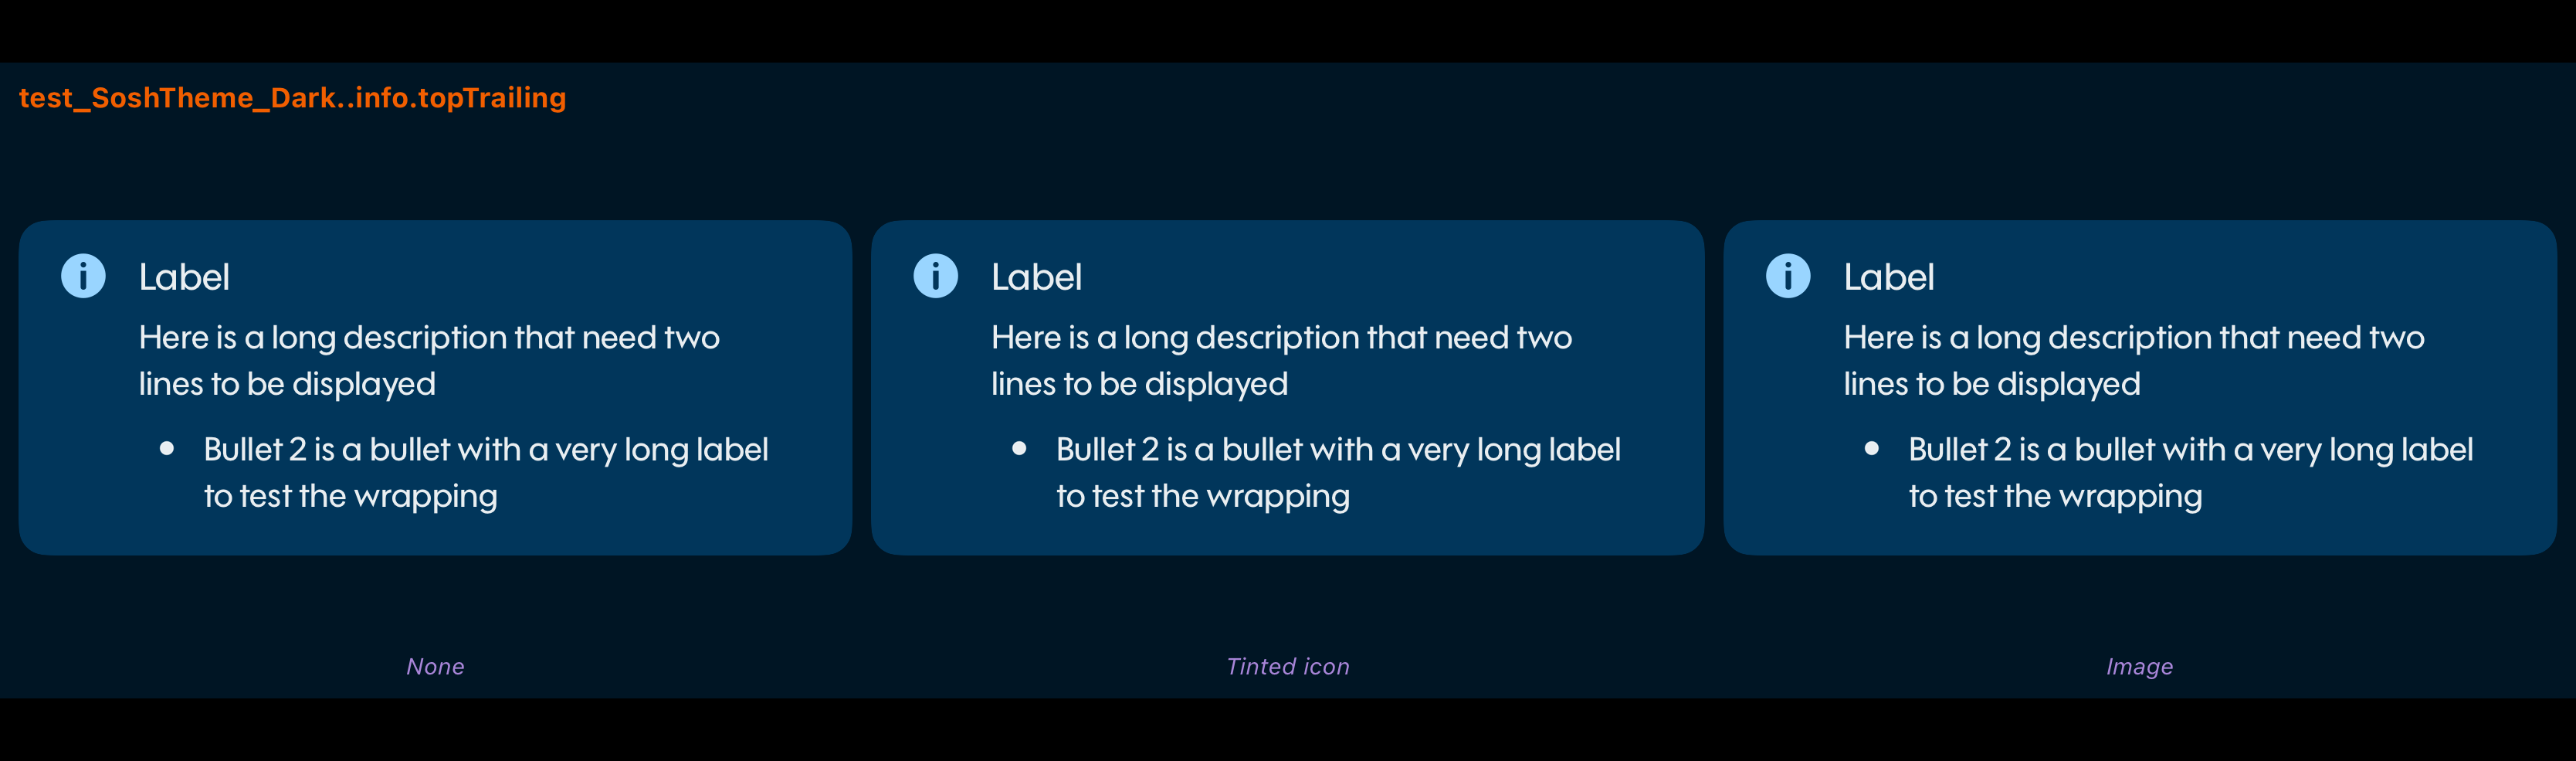 test_SoshTheme_Dark..info.topTrailing
Label
Here is a long description that need two
lines to be displayed
• Bullet 2 is a bullet with a very long label
to test the wrapping
Label
Here is a long description that need two
lines to be displayed
• Bullet 2 is a bullet with a very long label
to test the wrapping
Label
Here is a long description that need two
lines to be displayed
• Bullet 2 is a bullet with a very long label
to test the wrapping
None
Tinted icon
Image